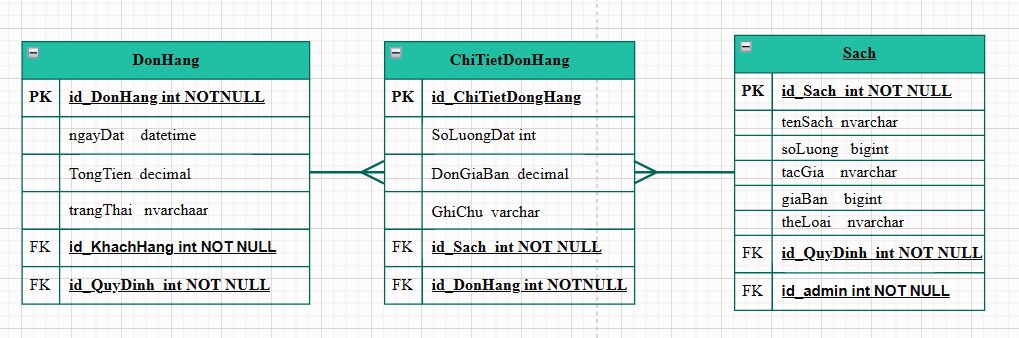 DonHang
PK id_DonHang int NOTNULL
ngayDat datetime
TongTien decimal
trangThai nvarchaar
FK id_KhachHang int NOT NULL
FK id_QuyDinh int NOT NULL
ChiTietDonHang
PK id_ChiTietDongHang
SoLuongDat int
DonGiaBan decimal
GhiChu varchar
FK id_Sach int NOT NULL
FK id_DonHang int NOTNULL
Sach
PK id_Sach int NOT NULL
tenSach nvarchar
soLuong bigint
tacGia nvarchar
giaBan bigint
theLoai nvarchar
FK id_QuyDinh int NOT NULL
FK id_admin int NOT NULL